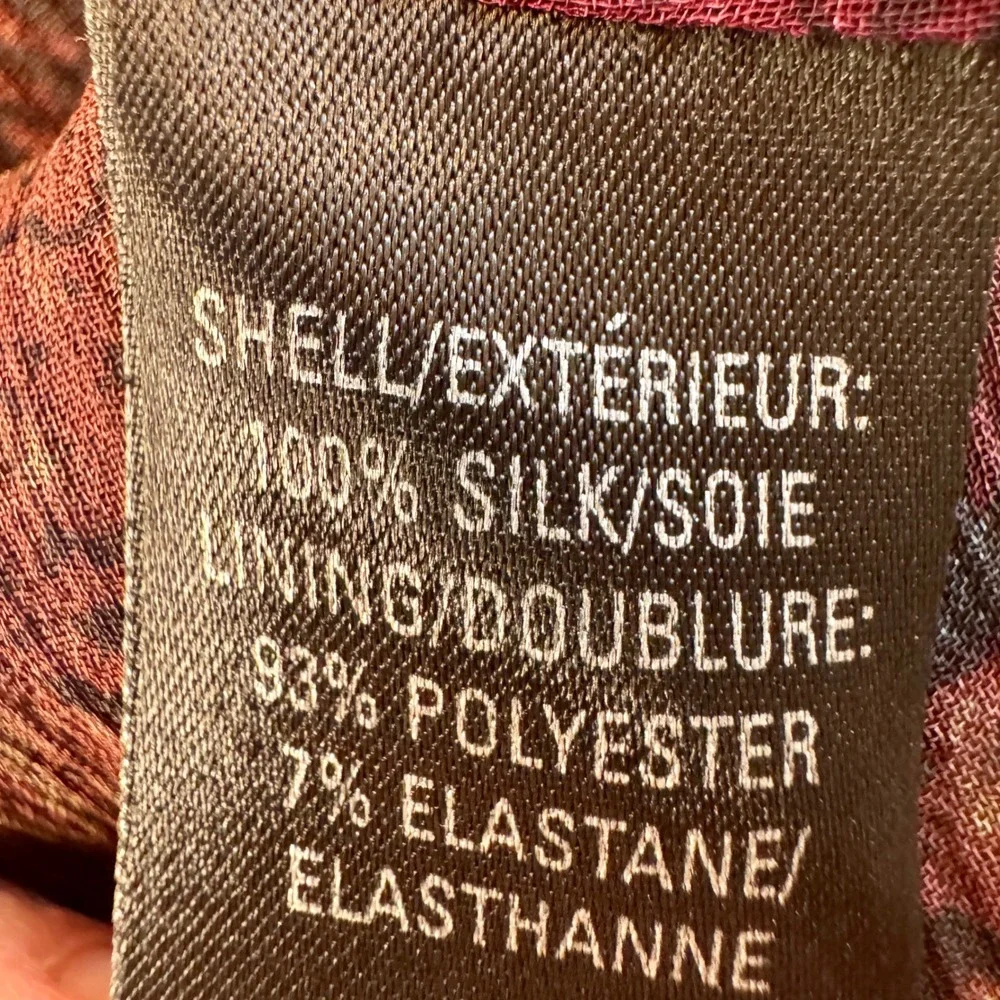 SHELL/EXTÉRIEUR:
100% SILK/SOIE
LINING/DOUBLURE:
93% POLYESTER
7% ELASTANE/
ELASTHANNE